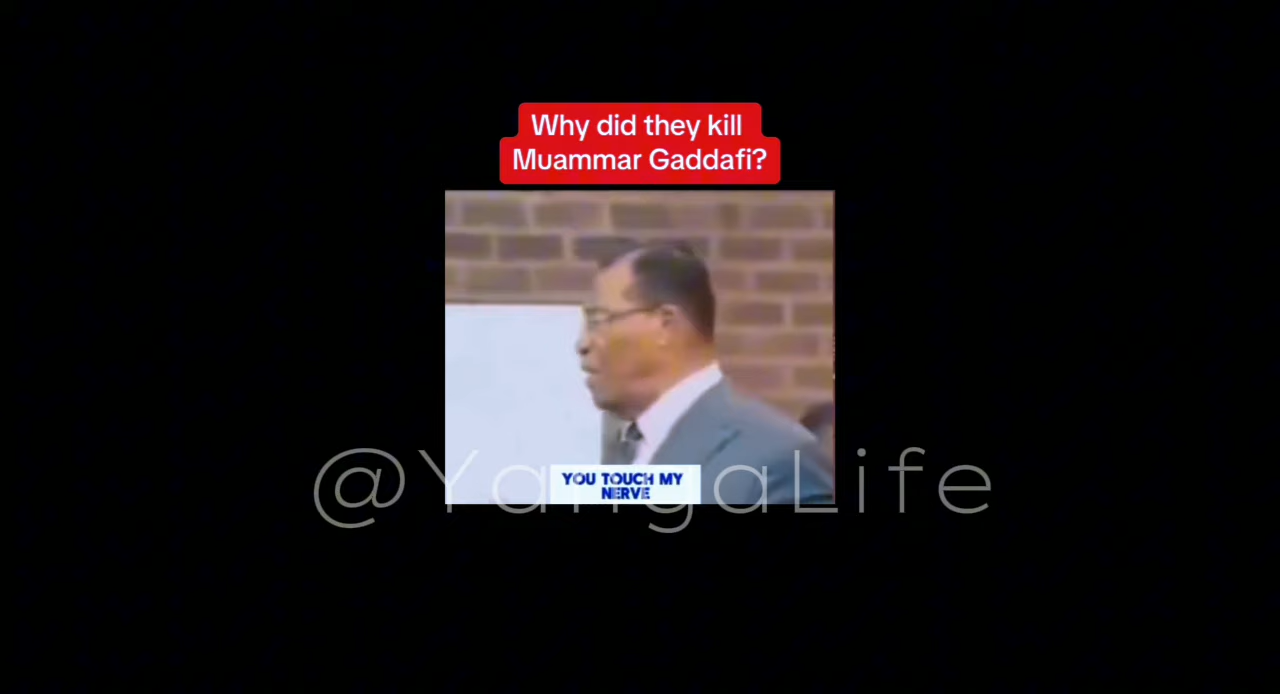 Why did they kill
Muammar Gaddafi?
YOU TOUCH MY
NERVE
@YangaLife